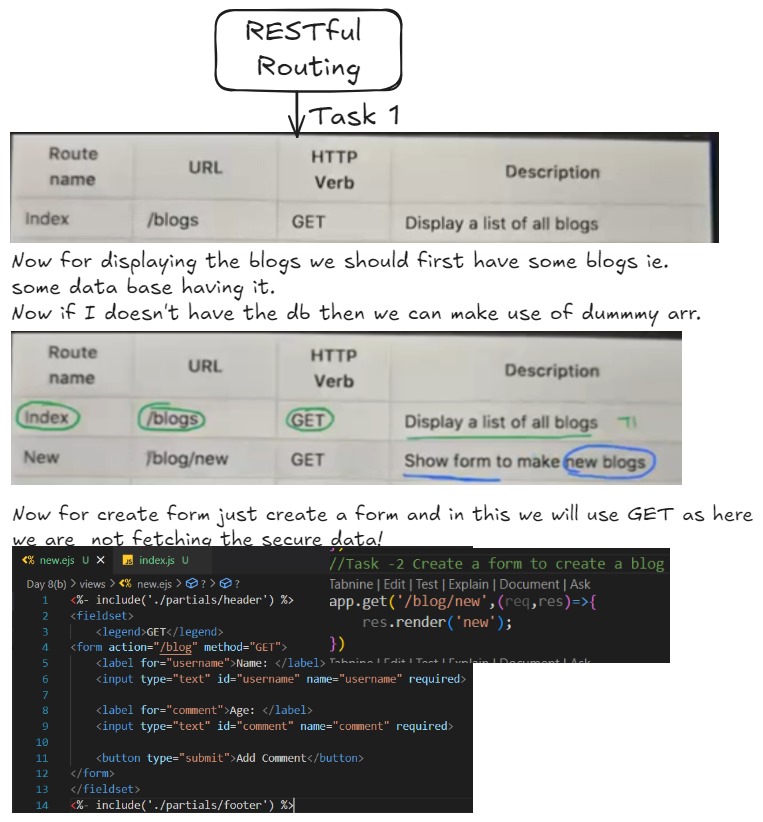 RESTful
Routing
Task 1
Route name URL HTTP Verb Description
Index /blogs GET Display a list of all blogs
Now for displaying the blogs we should first have some blogs ie.
some data base having it.
Now if I doesn't have the db then we can make use of dummmy arr.
Route name URL HTTP Verb Description
Index /blogs GET Display a list of all blogs T1
New /blog/new GET Show form to make new blogs
Now for create form just create a form and in this we will use GET as here
we are not fetching the secure data!
<% new.ejs U X JS index.js U
Day 8(b) > views > <% new.ejs > ? > ?
1 <%- include('./partials/header') %>
2 <fieldset>
3 <legend>GET</legend>
4 <form action="/blog" method="GET">
5 <label for="username">Name: </label>
6 <input type="text" id="username" name="username" required>
7
8 <label for="comment">Age: </label>
9 <input type="text" id="comment" name="comment" required>
10
11 <button type="submit">Add Comment</button>
12 </form>
13 </fieldset>
14 <%- include('./partials/footer') %>
//Task -2 Create a form to create a blog
Tabnine | Edit | Test | Explain | Document | Ask
app.get('/blog/new',(req,res)=>{
res.render('new');
})
Tabnine | Edit | Test | Explain | Document | Ask